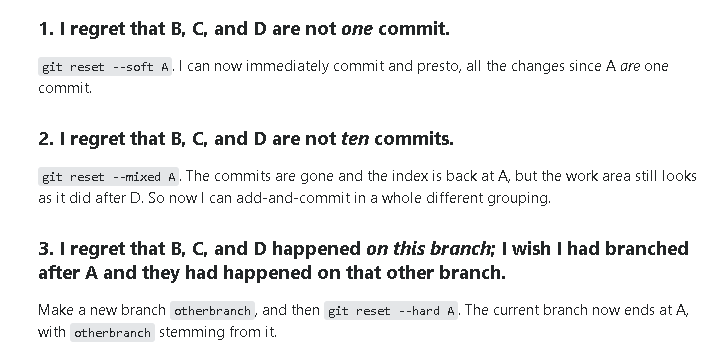 1. I regret that B, C, and D are not one commit.
git reset --soft A. I can now immediately commit and presto, all the changes since A are one
commit.
2. I regret that B, C, and D are not ten commits.
git reset --mixed A. The commits are gone and the index is back at A, but the work area still looks
as it did after D. So now I can add-and-commit in a whole different grouping.
3. I regret that B, C, and D happened on this branch; I wish I had branched
after A and they had happened on that other branch.
Make a new branch otherbranch, and then git reset --hard A. The current branch now ends at A,
with otherbranch stemming from it.